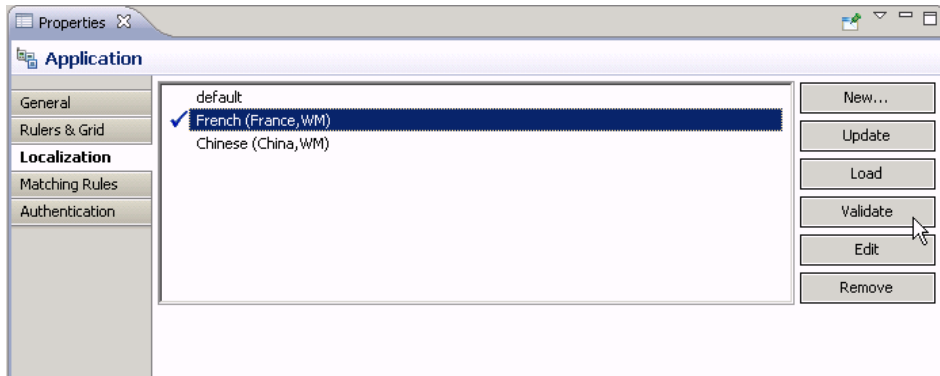 Properties
Application
General
Rulers & Grid
Localization
Matching Rules
Authentication
default
French (France,WM)
Chinese (China,WM)
New...
Update
Load
Validate
Edit
Remove